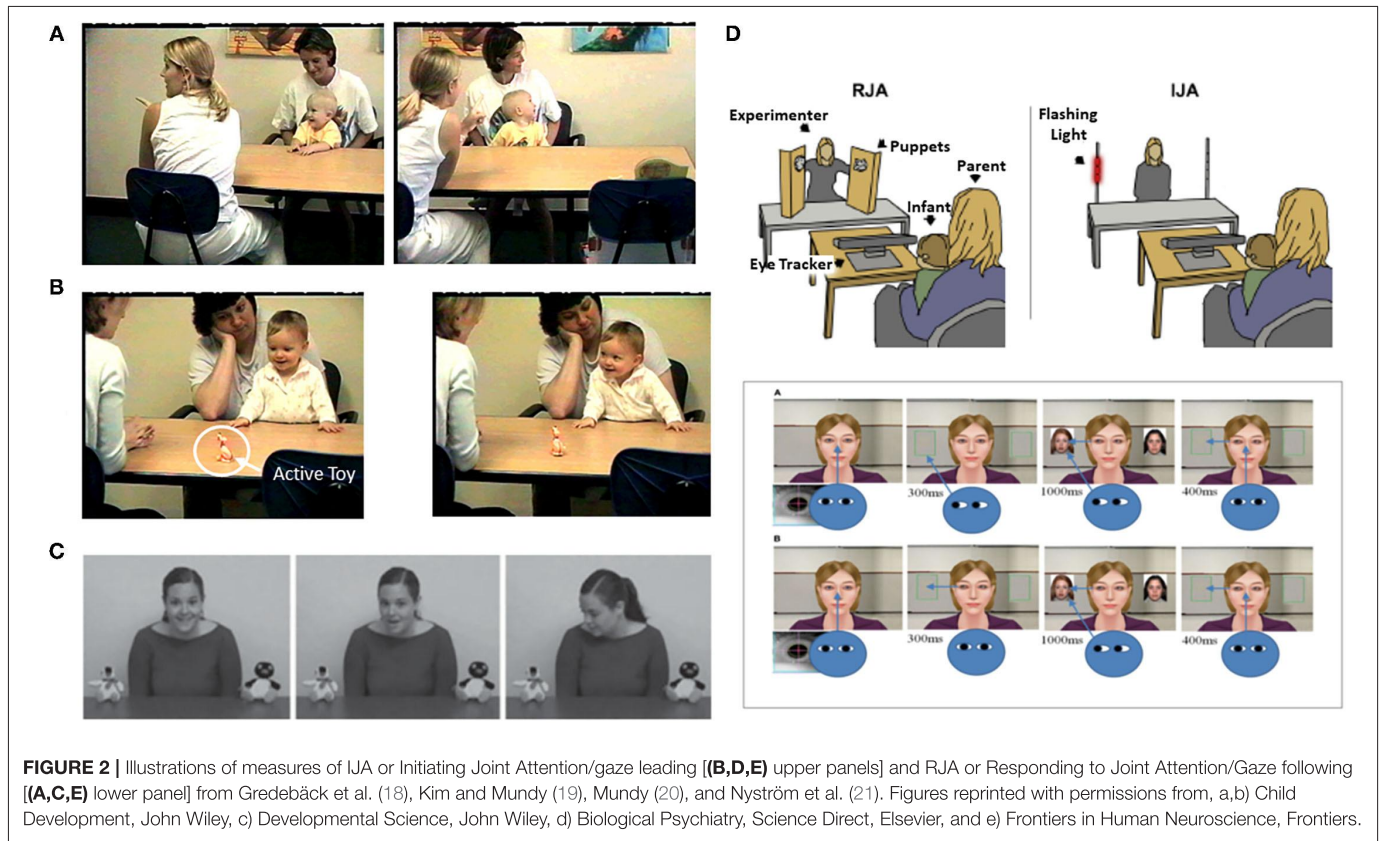 A
B
Active Toy
C
D
RJA
IJA
Experimenter
Puppets
Parent
Infant
Eye Tracker
Flashing
Light
A
300ms
1000ms
400ms
B
300ms
1000ms
400ms
FIGURE 2 | Illustrations of measures of IJA or Initiating Joint Attention/gaze leading [(B,D,E) upper panels] and RJA or Responding to Joint Attention/Gaze following
[(A,C,E) lower panel] from Gredebäck et al. (18), Kim and Mundy (19), Mundy (20), and Nyström et al. (21). Figures reprinted with permissions from, a,b) Child
Development, John Wiley, c) Developmental Science, John Wiley, d) Biological Psychiatry, Science Direct, Elsevier, and e) Frontiers in Human Neuroscience, Frontiers.